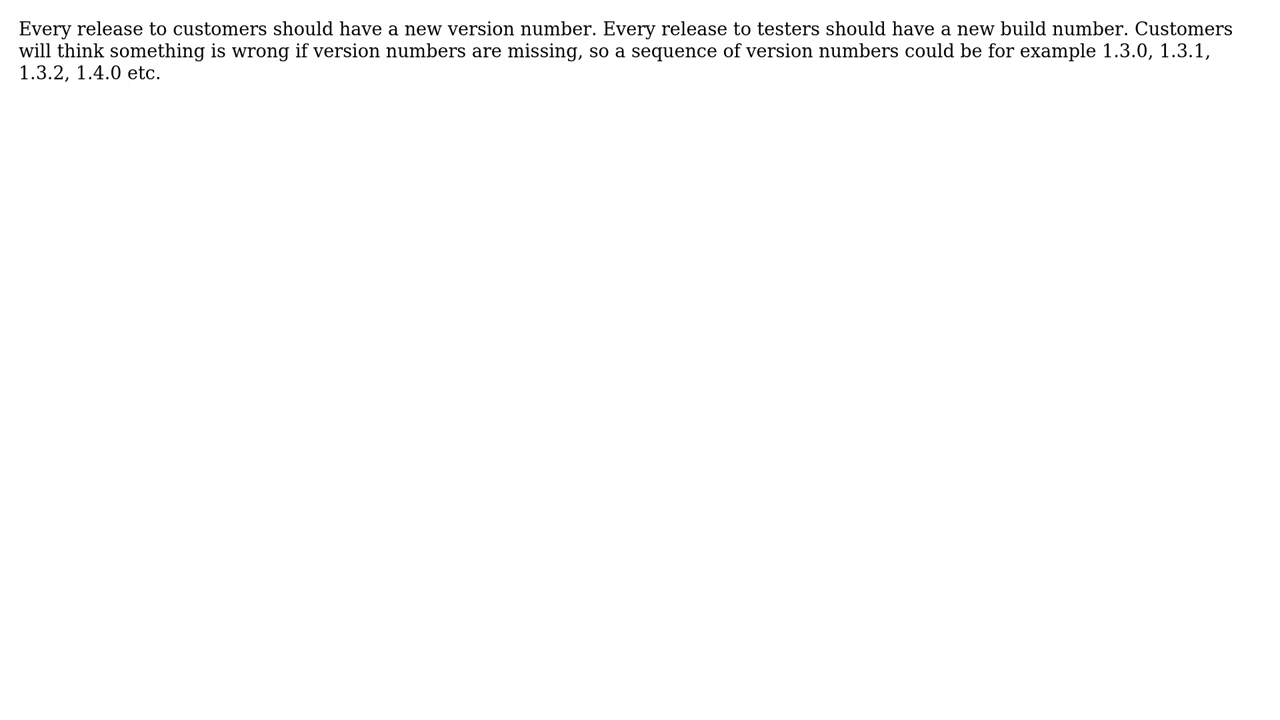 Every release to customers should have a new version number. Every release to testers should have a new build number. Customers
will think something is wrong if version numbers are missing, so a sequence of version numbers could be for example 1.3.0, 1.3.1,
1.3.2, 1.4.0 etc.